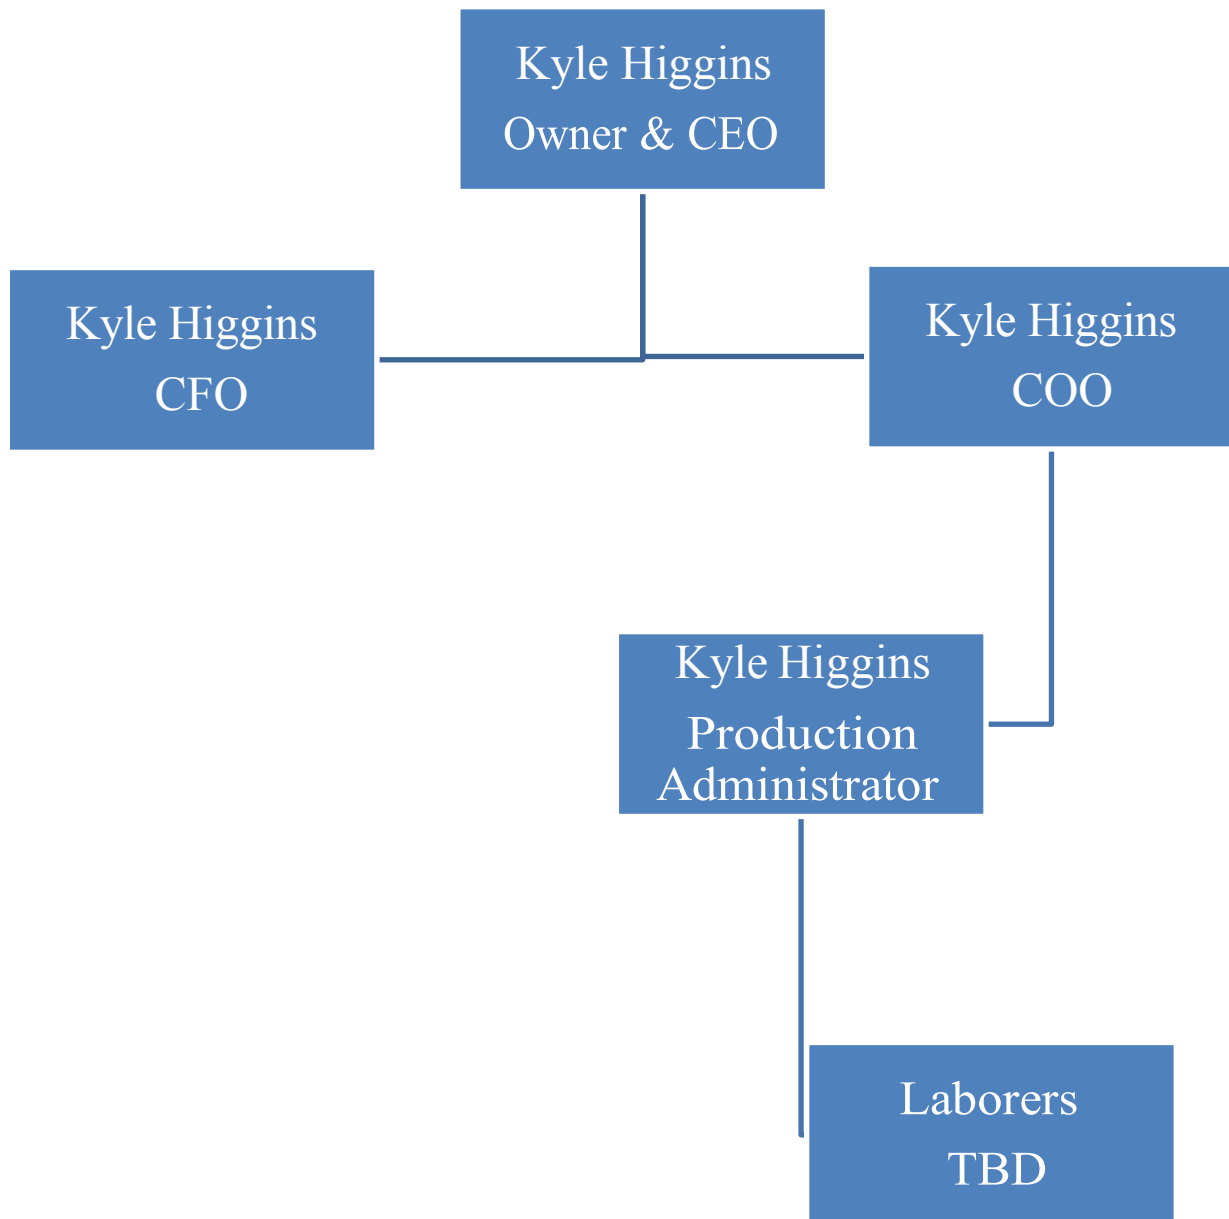 Kyle Higgins
Owner & CEO
Kyle Higgins
CFO
Kyle Higgins
COO
Kyle Higgins
Production
Administrator
Laborers
TBD